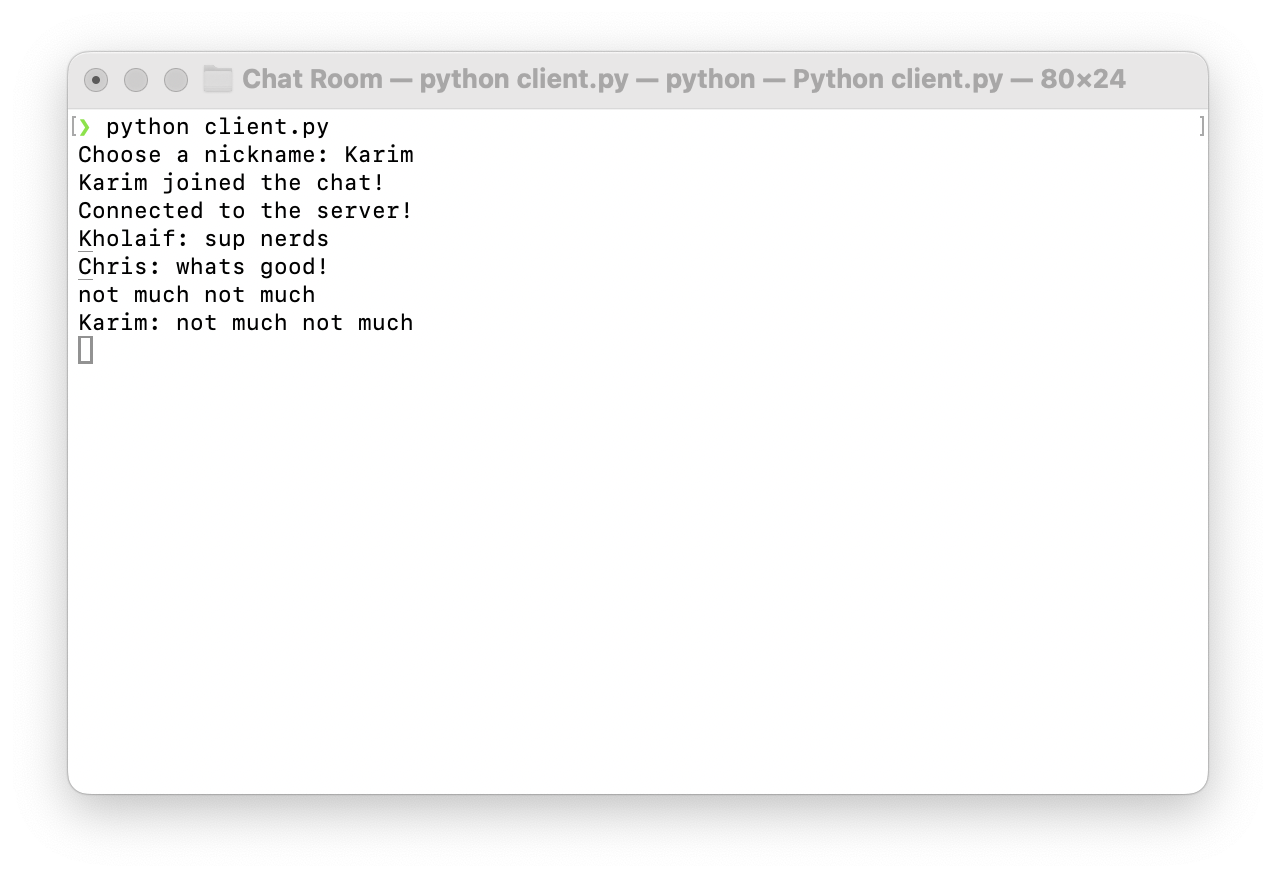 Chat Room — python client.py — python — Python client.py — 80×24
[❯ python client.py ]
Choose a nickname: Karim
Karim joined the chat!
Connected to the server!
Kholaif: sup nerds
Chris: whats good!
not much not much
Karim: not much not much